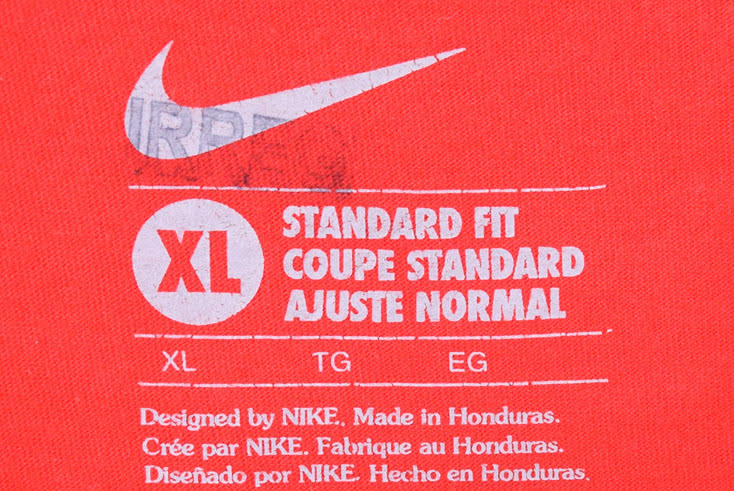 IRREG
XL
STANDARD FIT
COUPE STANDARD
AJUSTE NORMAL
XL TG EG
Designed by NIKE. Made in Honduras.
Crée par NIKE. Fabrique au Honduras.
Diseñado por NIKE. Hecho en Honduras.